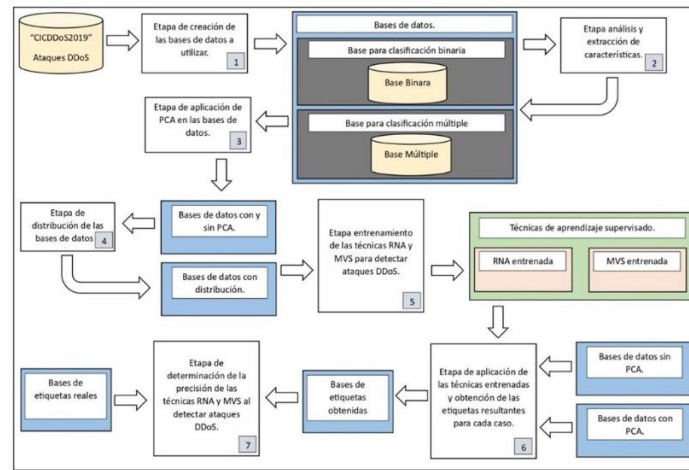 "CICDDoS2019"
Ataques DDoS
Etapa de creación de
las bases de datos a
utilizar.
1
Bases de datos.
Base para clasificación binaria
Base Binara
Base para clasificación múltiple
Base Múltiple
Etapa análisis y
extracción de
características.
2
Etapa de aplicación de
PCA en las bases de
datos.
3
Etapa de
distribución de las
bases de datos
4
Bases de datos con y
sin PCA.
Bases de datos con
distribución.
Etapa entrenamiento
de las técnicas RNA y
MVS para detectar
ataques DDoS.
5
Técnicas de aprendizaje supervisado.
RNA entrenada
MVS entrenada
Bases de
etiquetas reales
Etapa de
determinación de la
precisión de las
técnicas RNA y MVS al
detectar ataques
DDoS.
7
Bases de
etiquetas obtenidas
Etapa de aplicación de
las técnicas entrenadas
y obtención de las
etiquetas resultantes
para cada caso.
6
Bases de datos sin
PCA.
Bases de datos con
PCA.